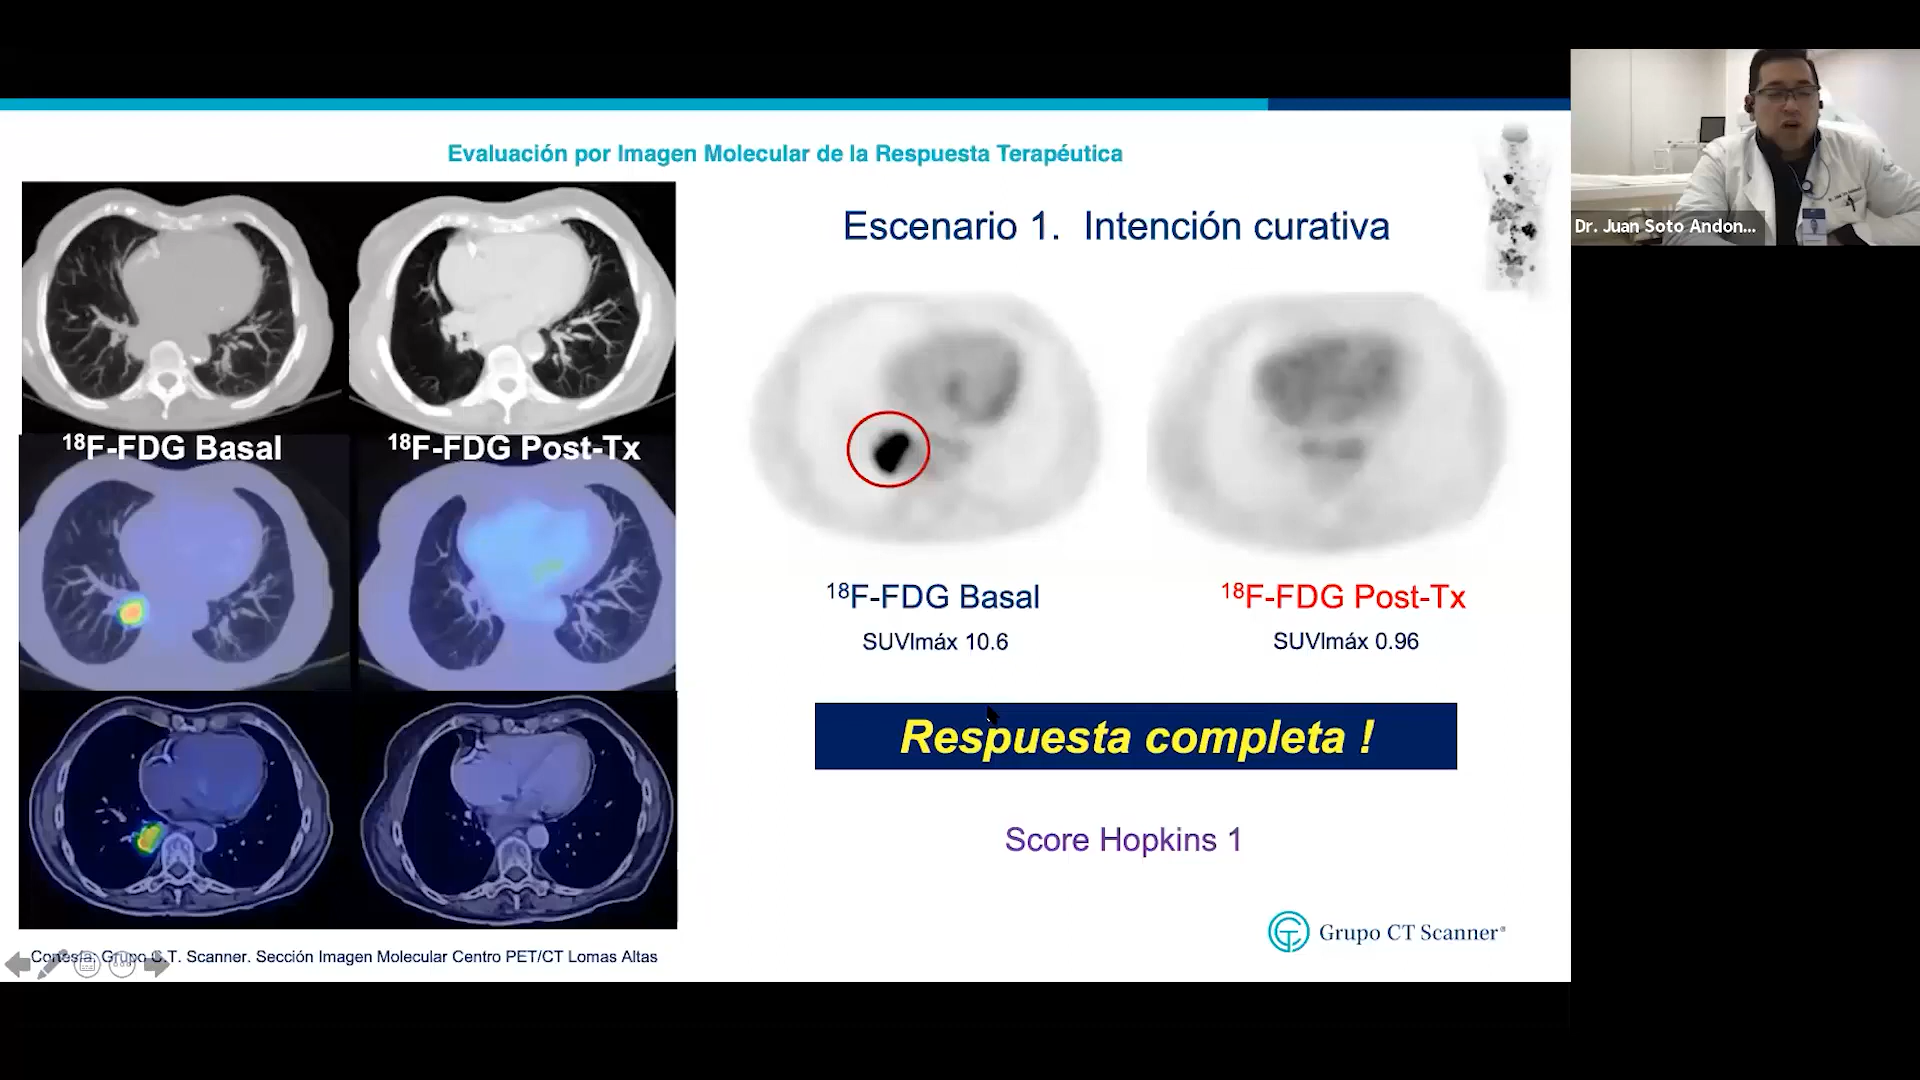 Evaluación por Imagen Molecular de la Respuesta Terapéutica
Escenario 1. Intención curativa
Dr. Juan Soto Andon...
¹⁸F-FDG Basal
¹⁸F-FDG Post-Tx
¹⁸F-FDG Basal
¹⁸F-FDG Post-Tx
SUVlmáx 10.6
SUVlmáx 0.96
Respuesta completa !
Score Hopkins 1
Grupo CT Scanner®
Grupo C.T. Scanner. Sección Imagen Molecular Centro PET/CT Lomas Altas